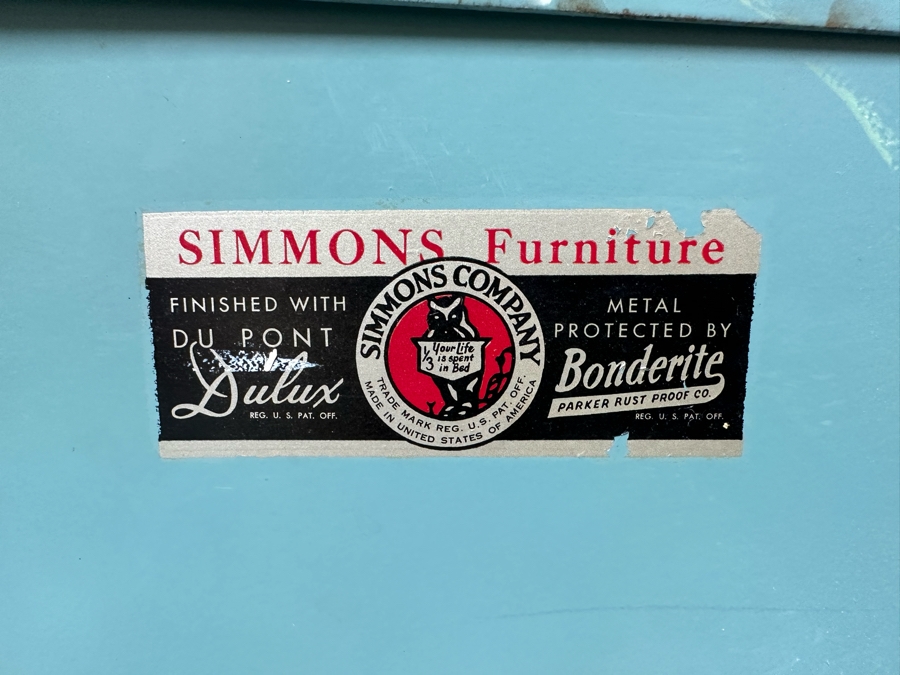 SIMMONS Furniture
FINISHED WITH
DU PONT
Dulux
REG. U. S. PAT. OFF.
SIMMONS COMPANY
1/3 Your Life
is spent
in Bed
TRADE MARK REG. U.S. PAT. OFF.
MADE IN UNITED STATES OF AMERICA
METAL
PROTECTED BY
Bonderite
PARKER RUST PROOF CO.
REG. U. S. PAT. OFF.